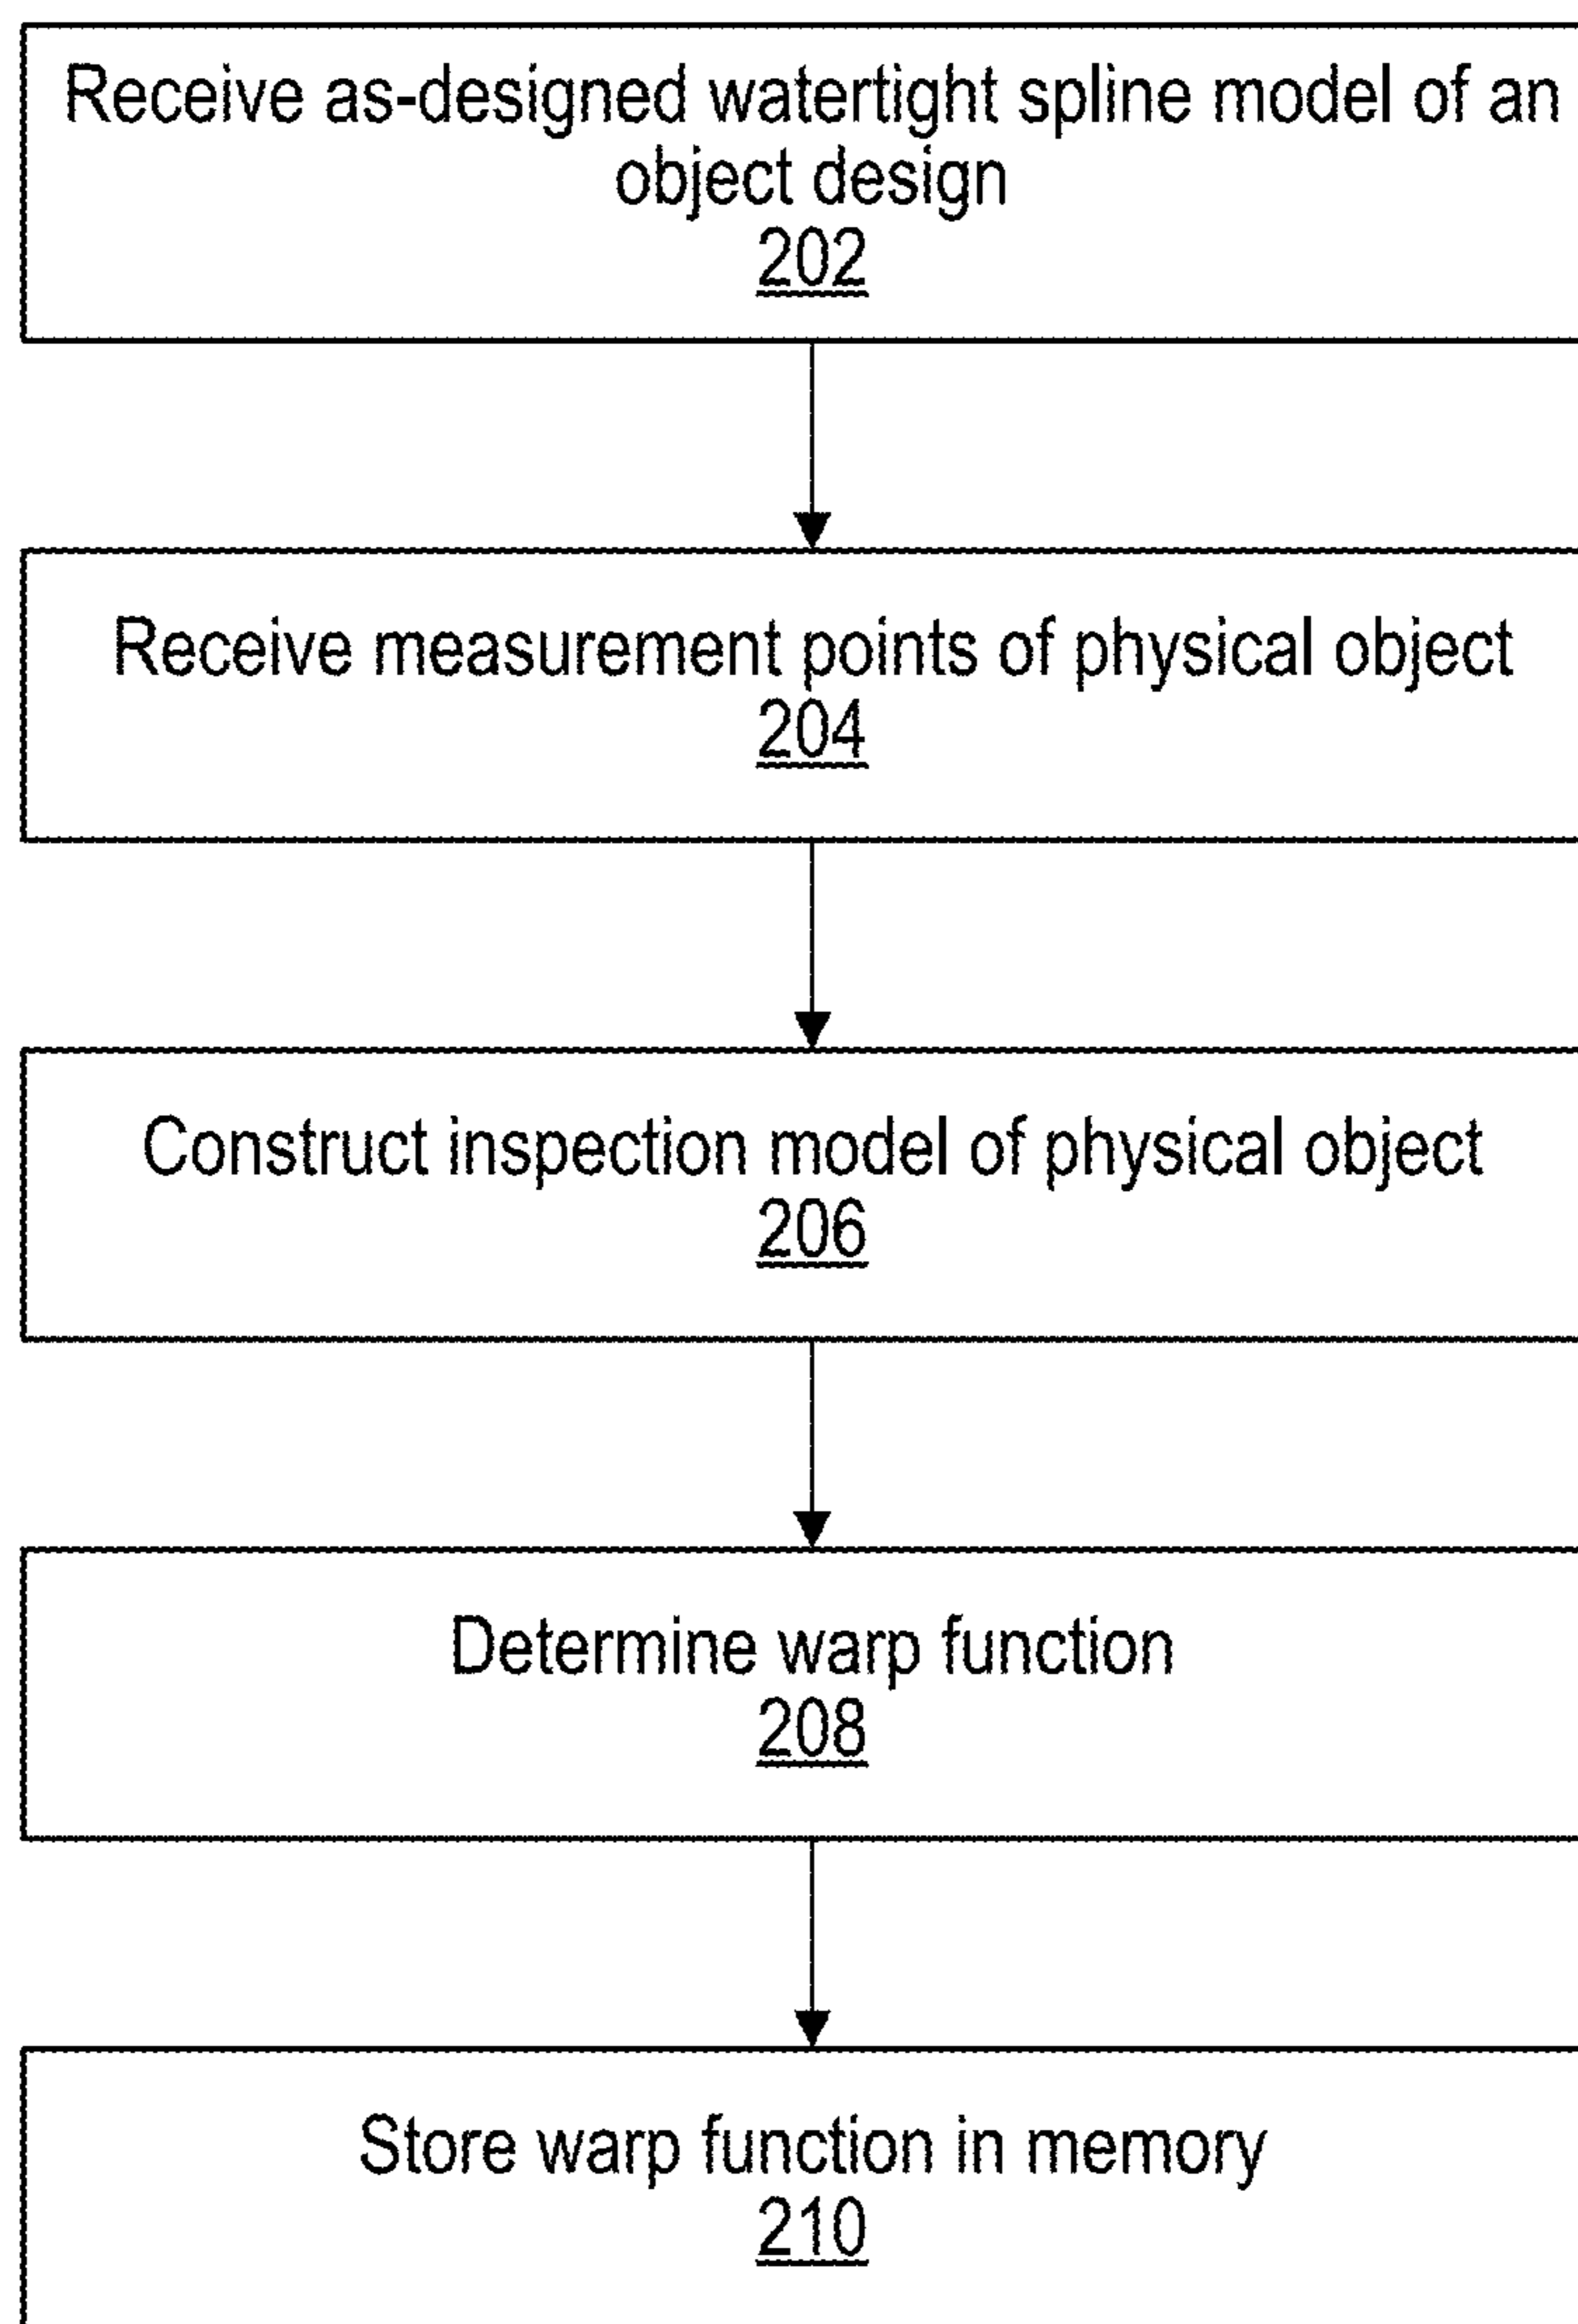 Receive as-designed watertight spline model of an
object design
202
Receive measurement points of physical object
204
Construct inspection model of physical object
206
Determine warp function
208
Store warp function in memory
210